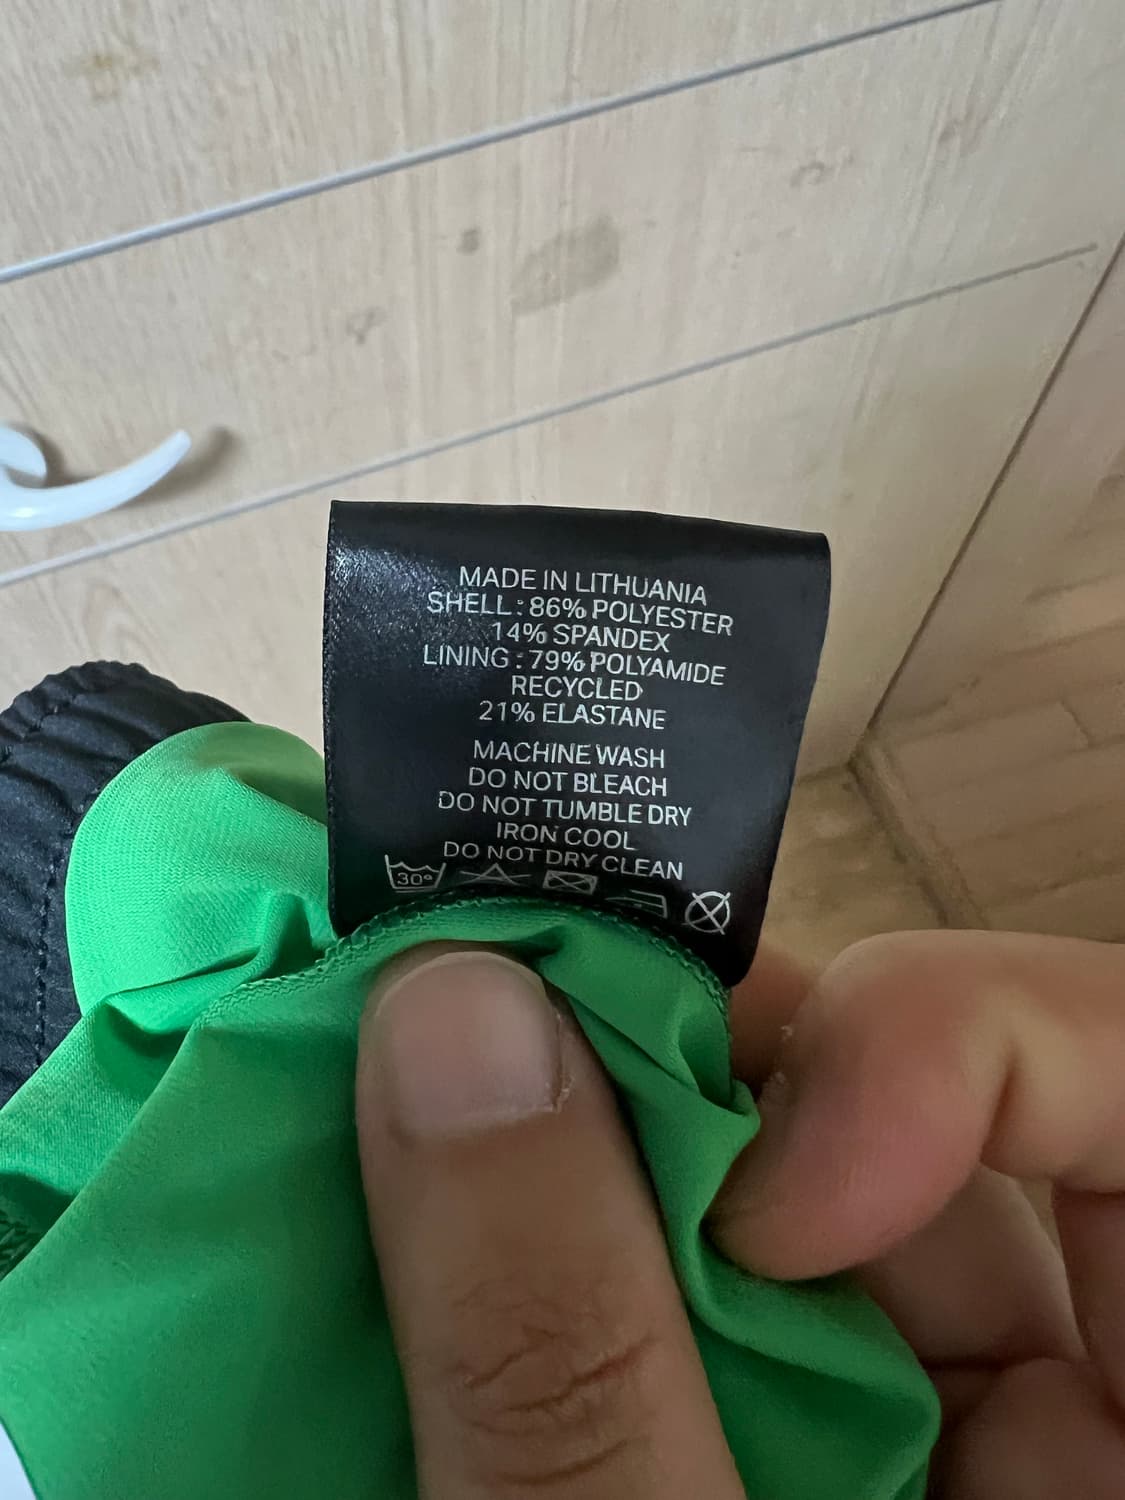 MADE IN LITHUANIA
SHELL : 86% POLYESTER
14% SPANDEX
LINING : 79% POLYAMIDE
RECYCLED
21% ELASTANE
MACHINE WASH
DO NOT BLEACH
DO NOT TUMBLE DRY
IRON COOL
DO NOT DRY CLEAN
30°